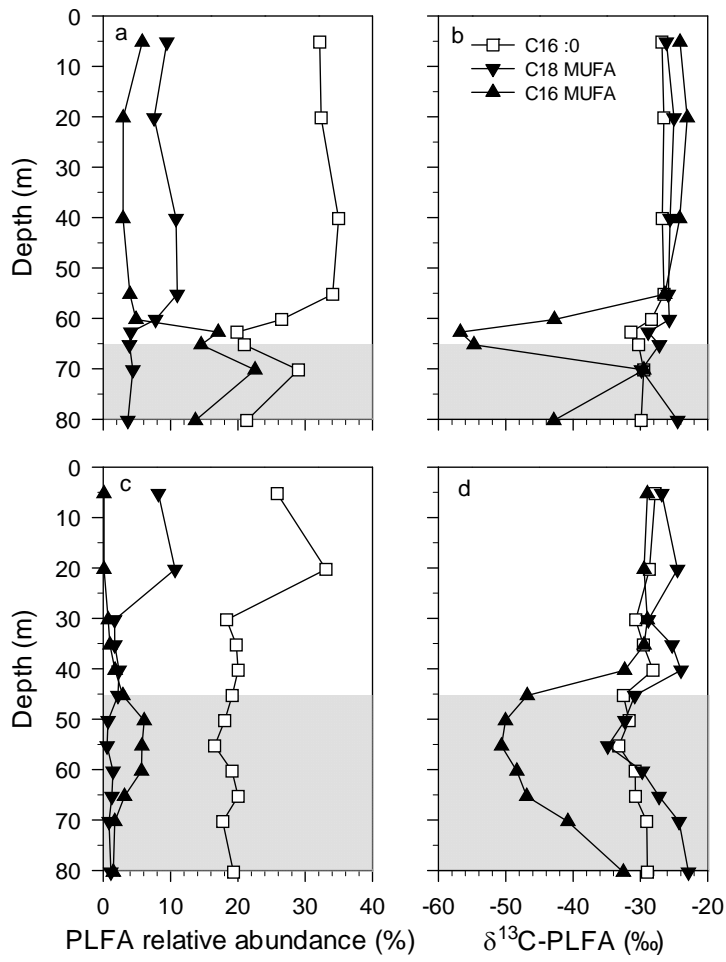 a
b
C16 :0
C18 MUFA
C16 MUFA
Depth (m)
0
10
20
30
40
50
60
70
80
c
d
Depth (m)
0
10
20
30
40
50
60
70
80
0 10 20 30 40
-60 -50 -40 -30 -20
PLFA relative abundance (%)
δ13C-PLFA (‰)